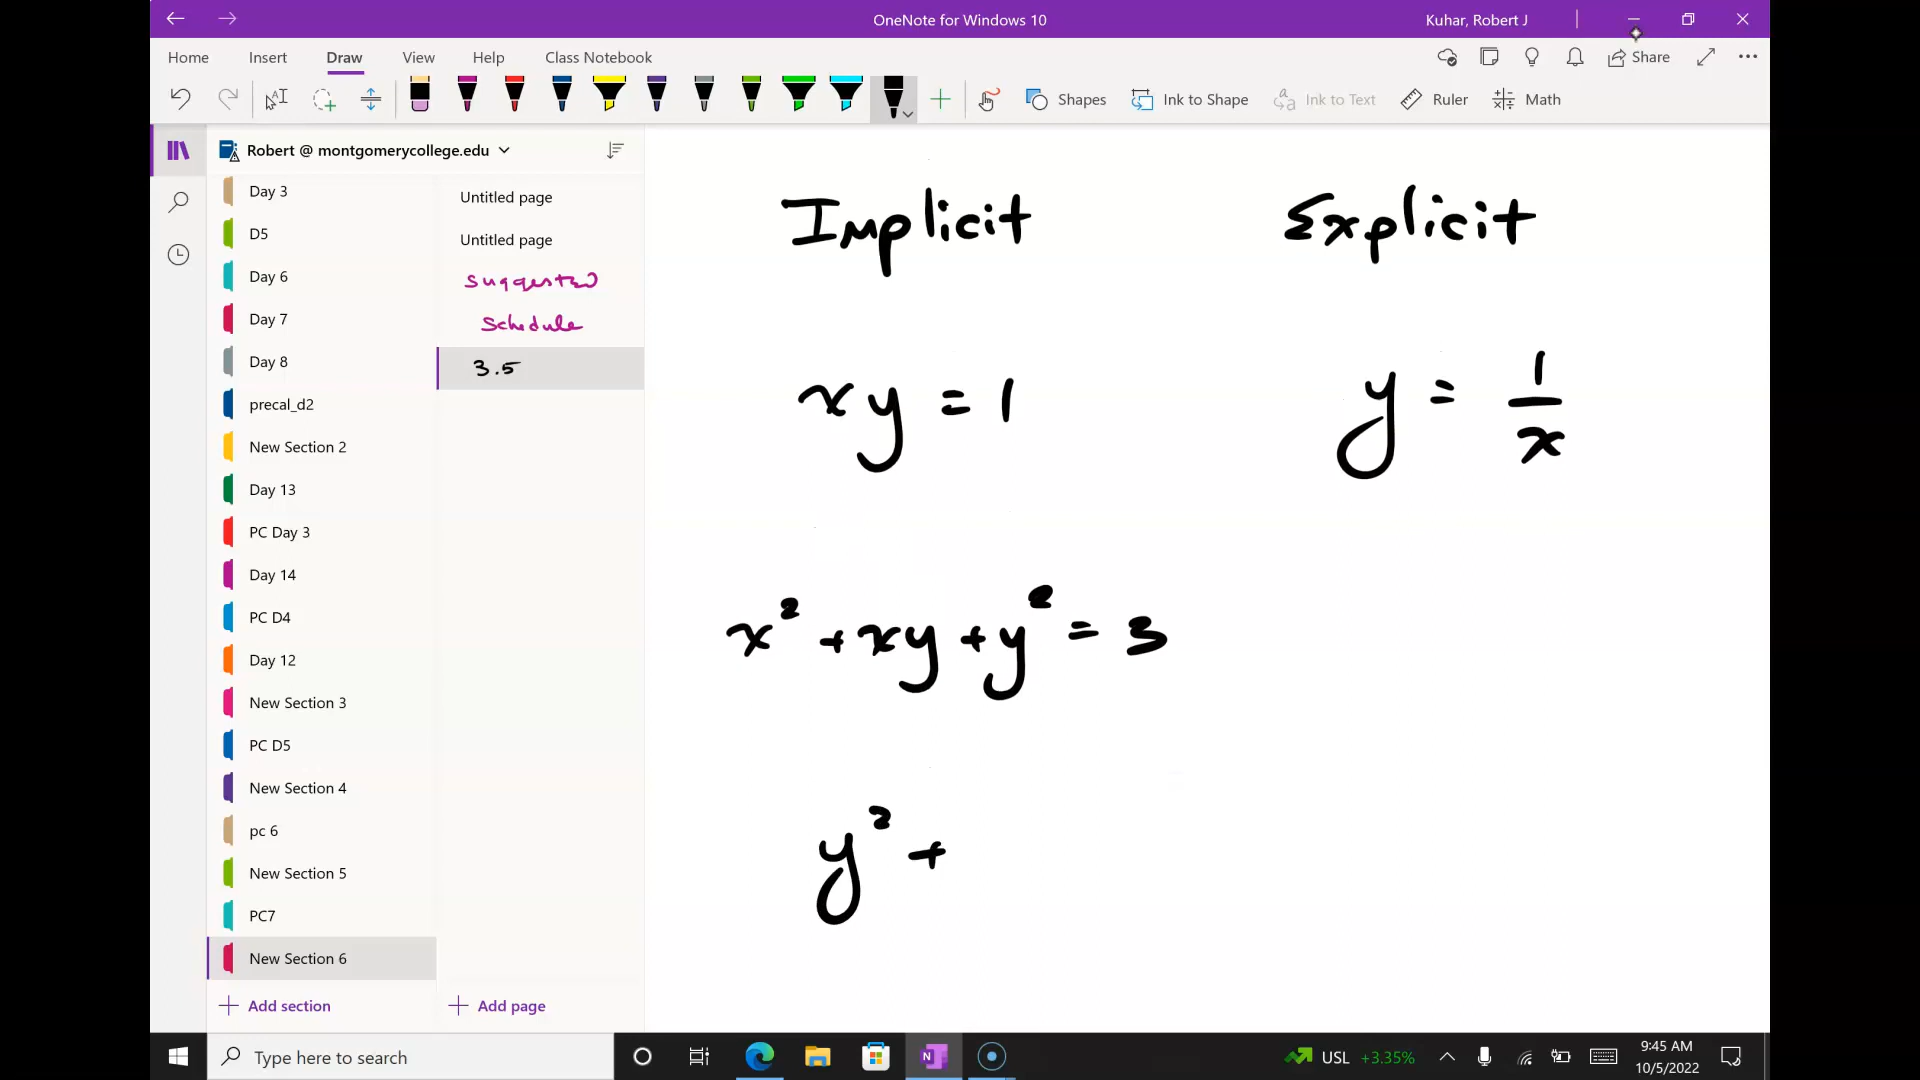 OneNote for Windows 10
Kuhar, Robert J
Home Insert Draw View Help Class Notebook
Share
Shapes
Ink to Shape
Ink to Text
Ruler
Math
Robert @ montgomerycollege.edu
Day 3
D5
Day 6
Day 7
Day 8
precal_d2
New Section 2
Day 13
PC Day 3
Day 14
PC D4
Day 12
New Section 3
PC D5
New Section 4
pc 6
New Section 5
PC7
New Section 6
Add section
Untitled page
Untitled page
Suggested
Schedule
3.5
Add page
Implicit
Explicit
xy = 1
y = 1/x
x² + xy + y² = 3
y² +
Type here to search
USL +3.35%
9:45 AM
10/5/2022